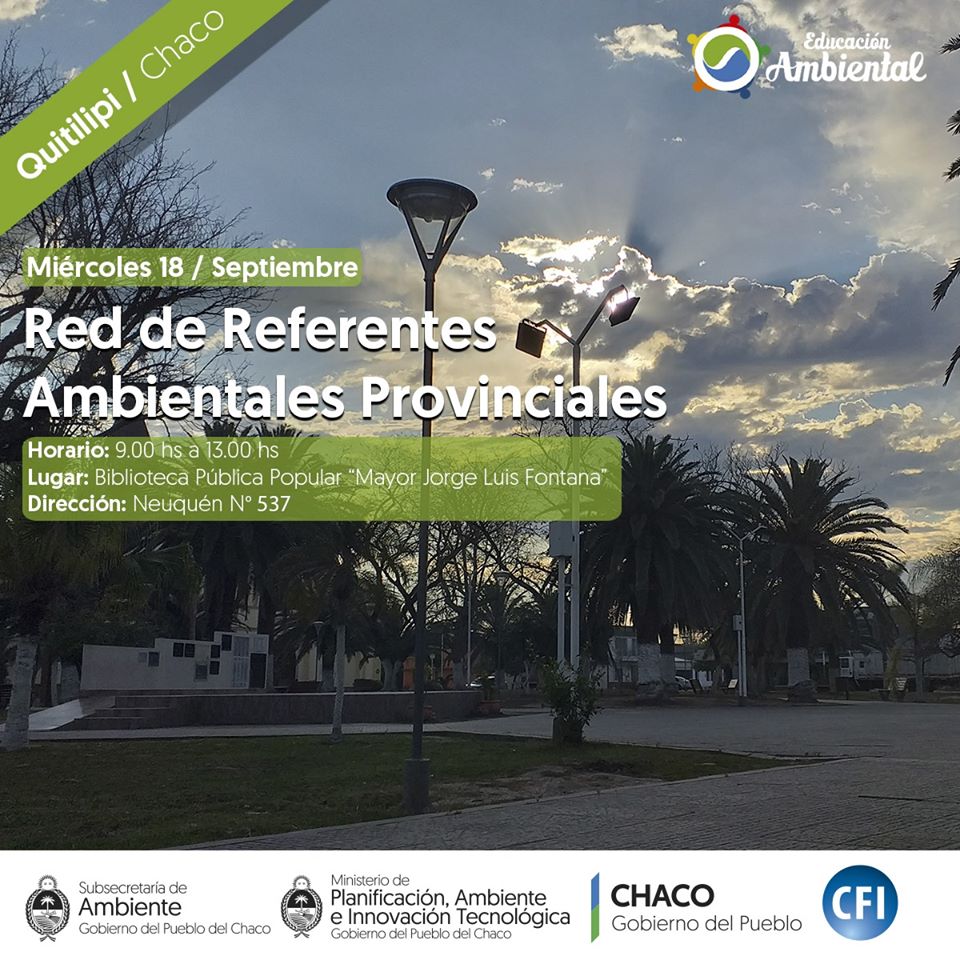 Quitilipi / Chaco
Educación
Ambiental
Miércoles 18 / Septiembre
Red de Referentes
Ambientales Provinciales
Horario: 9.00 hs a 13.00 hs
Lugar: Biblioteca Pública Popular “Mayor Jorge Luis Fontana”
Dirección: Neuquén N° 537
Subsecretaría de
Ambiente
Gobierno del Pueblo del Chaco
Ministerio de
Planificación, Ambiente
e Innovación Tecnológica
Gobierno del Pueblo del Chaco
CHACO
Gobierno del Pueblo
CFI